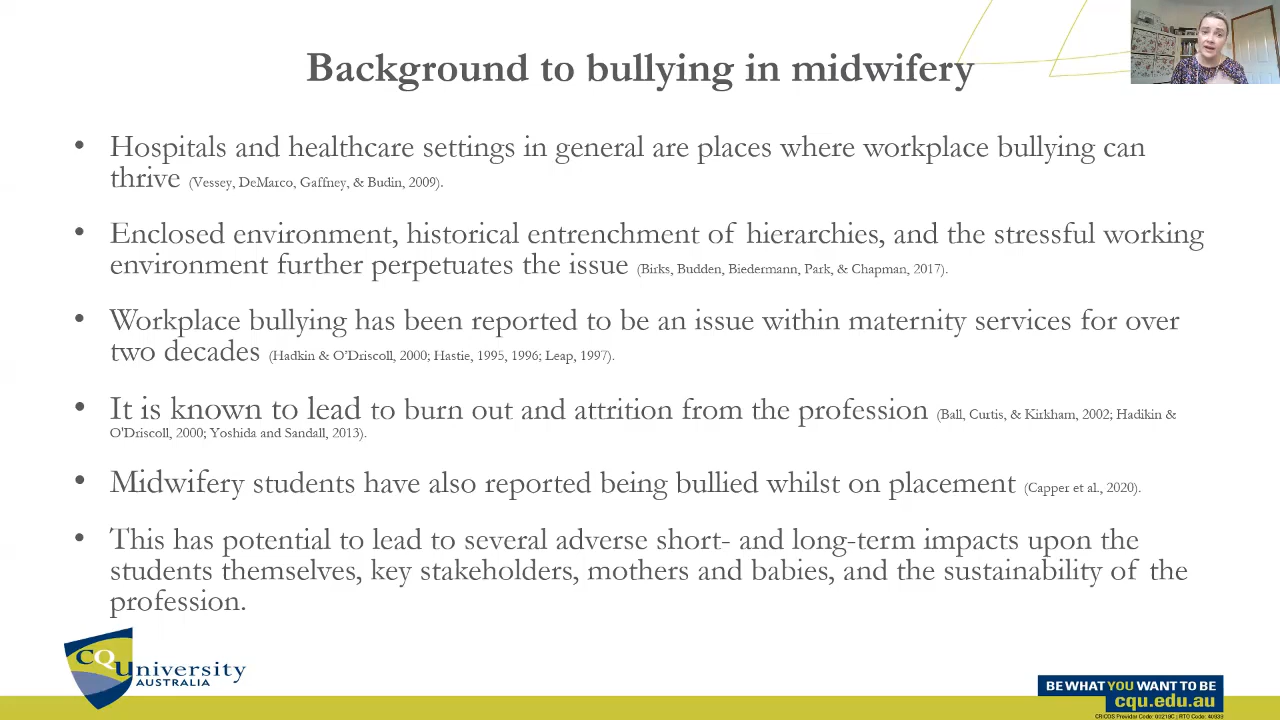 Background to bullying in midwifery
• Hospitals and healthcare settings in general are places where workplace bullying can
thrive (Vessey, DeMarco, Gaffney, & Budin, 2009).
• Enclosed environment, historical entrenchment of hierarchies, and the stressful working
environment further perpetuates the issue (Birks, Budden, Biedermann, Park, & Chapman, 2017).
• Workplace bullying has been reported to be an issue within maternity services for over
two decades (Hadkin & O’Driscoll, 2000; Hastie, 1995, 1996; Leap, 1997).
• It is known to lead to burn out and attrition from the profession (Ball, Curtis, & Kirkham, 2002; Hadikin &
O'Driscoll, 2000; Yoshida and Sandall, 2013).
• Midwifery students have also reported being bullied whilst on placement (Capper et al., 2020).
• This has potential to lead to several adverse short- and long-term impacts upon the
students themselves, key stakeholders, mothers and babies, and the sustainability of the
profession.
CQUniversity
AUSTRALIA
BE WHAT YOU WANT TO BE
cqu.edu.au
CRICOS Provider Code: 00219C | RTO Code: 40939